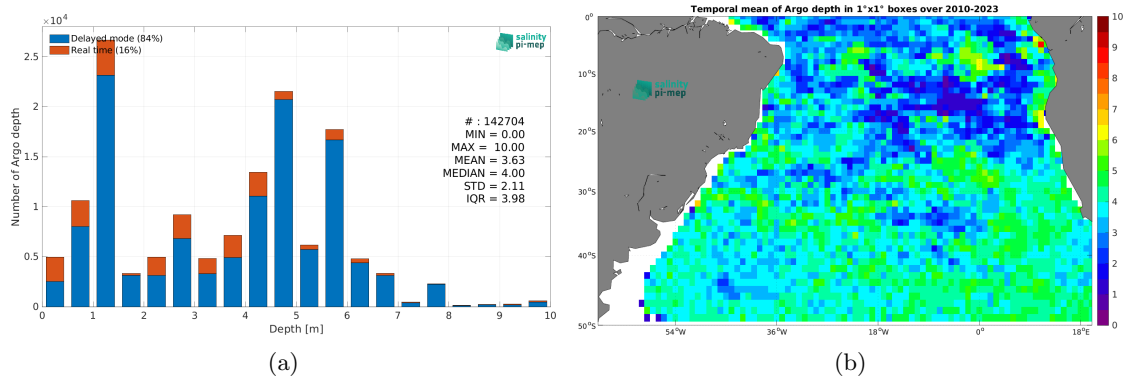 ×10⁴
Delayed mode (84%)
Real time (16%)
salinity
pi-mep
2.5
2
1.5
1
0.5
0
Number of Argo depth
# : 142704
MIN = 0.00
MAX = 10.00
MEAN = 3.63
MEDIAN = 4.00
STD = 2.11
IQR = 3.98
0 1 2 3 4 5 6 7 8 9 10
Depth [m]
(a)
Temporal mean of Argo depth in 1°x1° boxes over 2010-2023
0°
10°S
20°S
30°S
40°S
50°S
salinity
pi-mep
54°W 36°W 18°W 0° 18°E
10
9
8
7
6
5
4
3
2
1
0
(b)